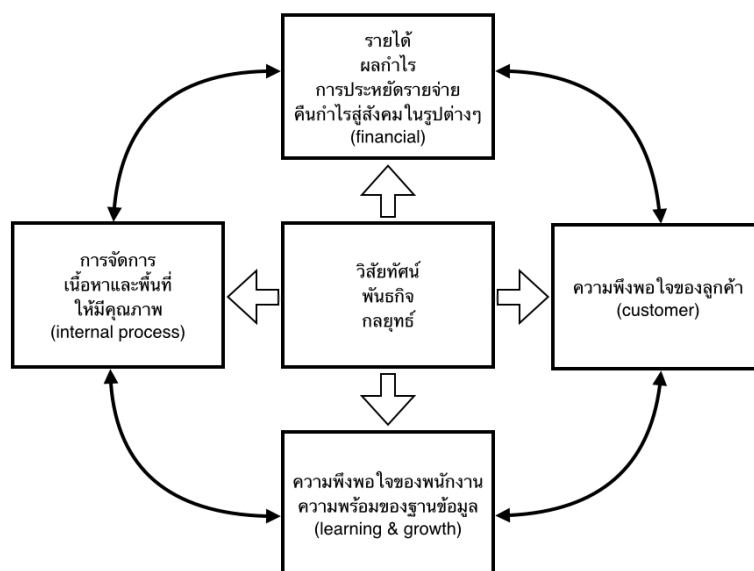 รายได้
ผลกำไร
การประหยัดรายจ่าย
คืนกำไรสู่สังคมในรูปต่างๆ
(financial)
การจัดการ
เนื้อหาและพื้นที่
ให้มีคุณภาพ
(internal process)
วิสัยทัศน์
พันธกิจ
กลยุทธ์
ความพึงพอใจของลูกค้า
(customer)
ความพึงพอใจของพนักงาน
ความพร้อมของฐานข้อมูล
(learning & growth)